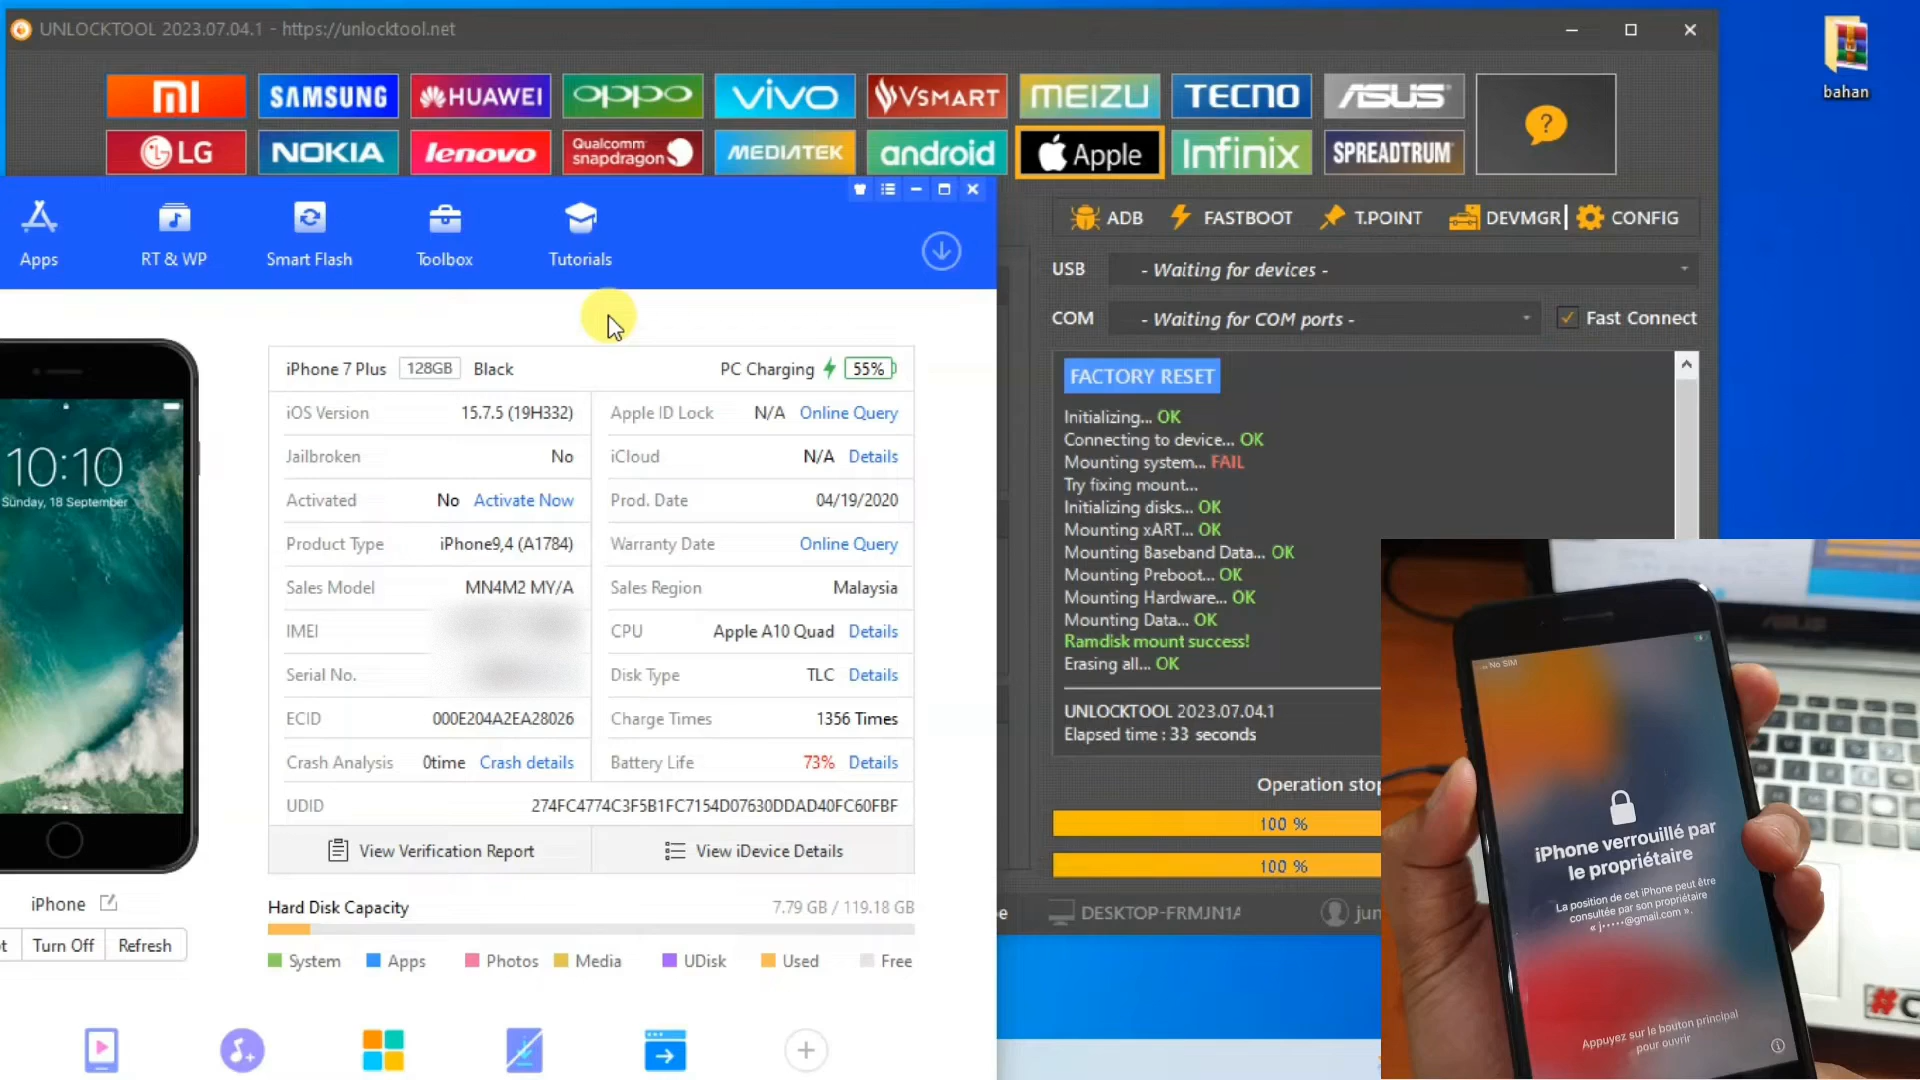 UNLOCKTOOL 2023.07.04.1 - https://unlocktool.net
bahan
mi
SAMSUNG
HUAWEI
oppo
vivo
VSMART
MEIZU
TECNO
ASUS
?
LG
NOKIA
lenovo
Qualcomm
snapdragon
MEDIATEK
android
Apple
Infinix
SPREADTRUM
Apps
RT & WP
Smart Flash
Toolbox
Tutorials
ADB
FASTBOOT
T.POINT
DEVMGR
CONFIG
USB
- Waiting for devices -
COM
- Waiting for COM ports -
Fast Connect
iPhone 7 Plus
128GB
Black
PC Charging
55%
iOS Version
15.7.5 (19H332)
Apple ID Lock
N/A
Online Query
Jailbroken
No
iCloud
N/A
Details
Activated
No
Activate Now
Prod. Date
04/19/2020
Product Type
iPhone9,4 (A1784)
Warranty Date
Online Query
Sales Model
MN4M2 MY/A
Sales Region
Malaysia
IMEI
CPU
Apple A10 Quad
Details
Serial No.
Disk Type
TLC
Details
ECID
000E204A2EA28026
Charge Times
1356 Times
Crash Analysis
0time
Crash details
Battery Life
73%
Details
UDID
274FC4774C3F5B1FC7154D07630DDAD40FC60FBF
View Verification Report
View iDevice Details
10:10
Sunday, 18 September
iPhone
Turn Off
Refresh
Hard Disk Capacity
7.79 GB / 119.18 GB
System
Apps
Photos
Media
UDisk
Used
Free
FACTORY RESET
Initializing... OK
Connecting to device... OK
Mounting system... FAIL
Try fixing mount...
Initializing disks... OK
Mounting xART... OK
Mounting Baseband Data... OK
Mounting Preboot... OK
Mounting Hardware... OK
Mounting Data... OK
Ramdisk mount success!
Erasing all... OK
UNLOCKTOOL 2023.07.04.1
Elapsed time : 33 seconds
Operation stop
100 %
100 %
DESKTOP-FRMJN1A
jun
No SIM
iPhone verrouillé par
le propriétaire
La position de cet iPhone peut être
consultée par son propriétaire
« j•••••@gmail.com ».
Appuyez sur le bouton principal
pour ouvrir
ASUS
#C